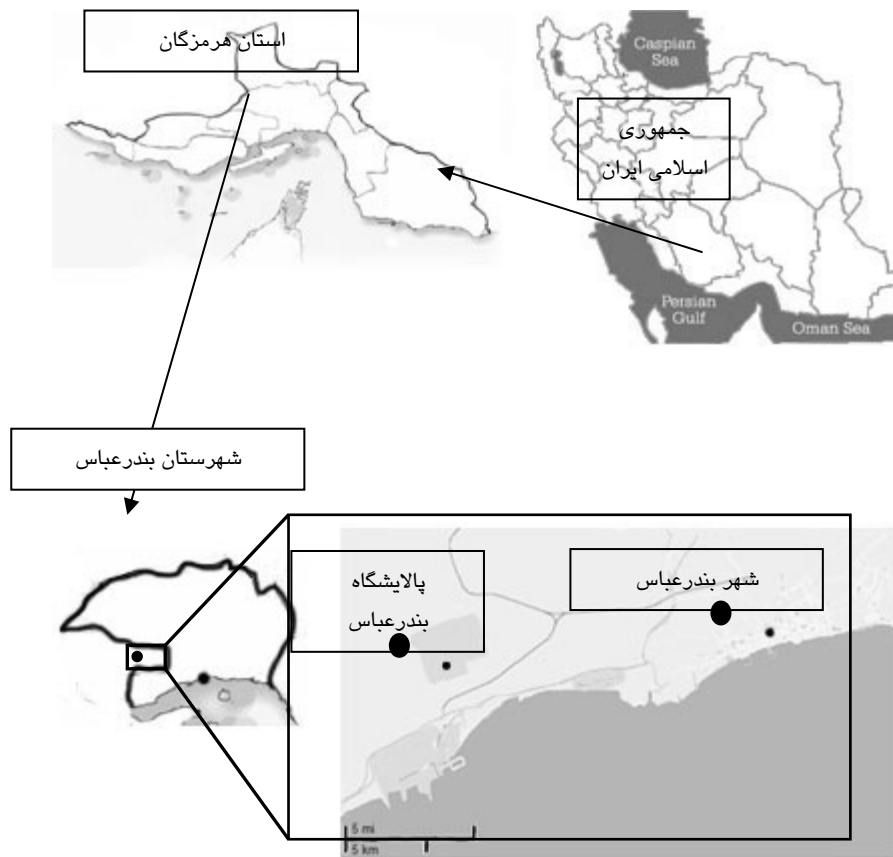 استان هرمزگان
Caspian
Sea
جمهوری
اسلامی ایران
Persian
Gulf
Oman Sea
شهرستان بندرعباس
پالایشگاه
بندرعباس
شهر بندرعباس
5 mi
5 km